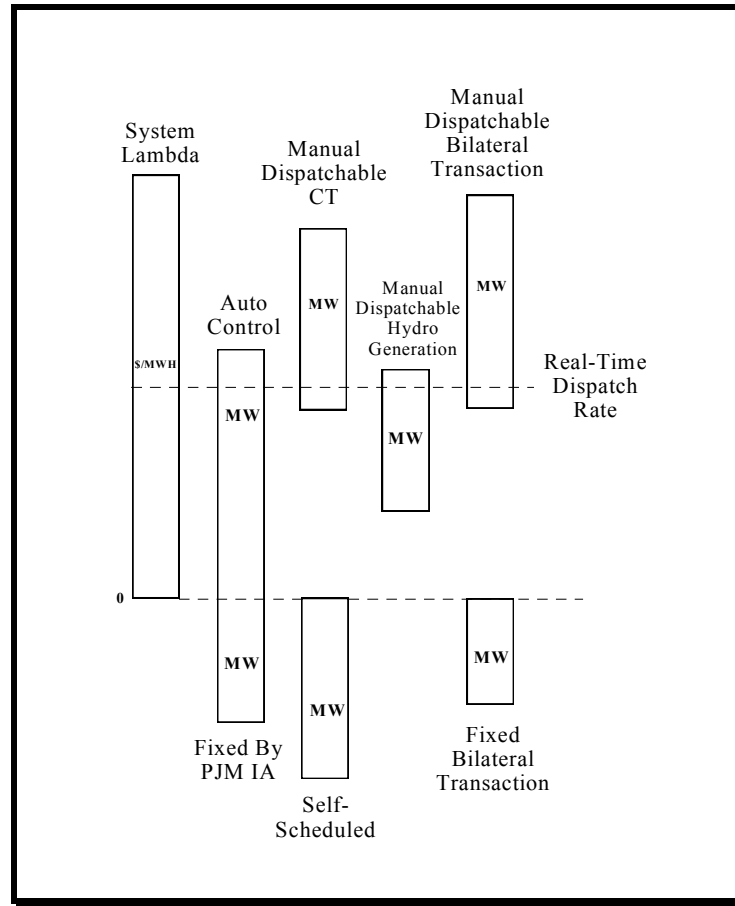 System
Lambda
Manual
Dispatchable
CT
Manual
Dispatchable
Bilateral
Transaction
Auto
Control
Manual
Dispatchable
Hydro
Generation
MW
MW
$/MWH
Real-Time
Dispatch
Rate
MW
MW
0
MW
MW
MW
Fixed By
PJM IA
Self-
Scheduled
Fixed
Bilateral
Transaction